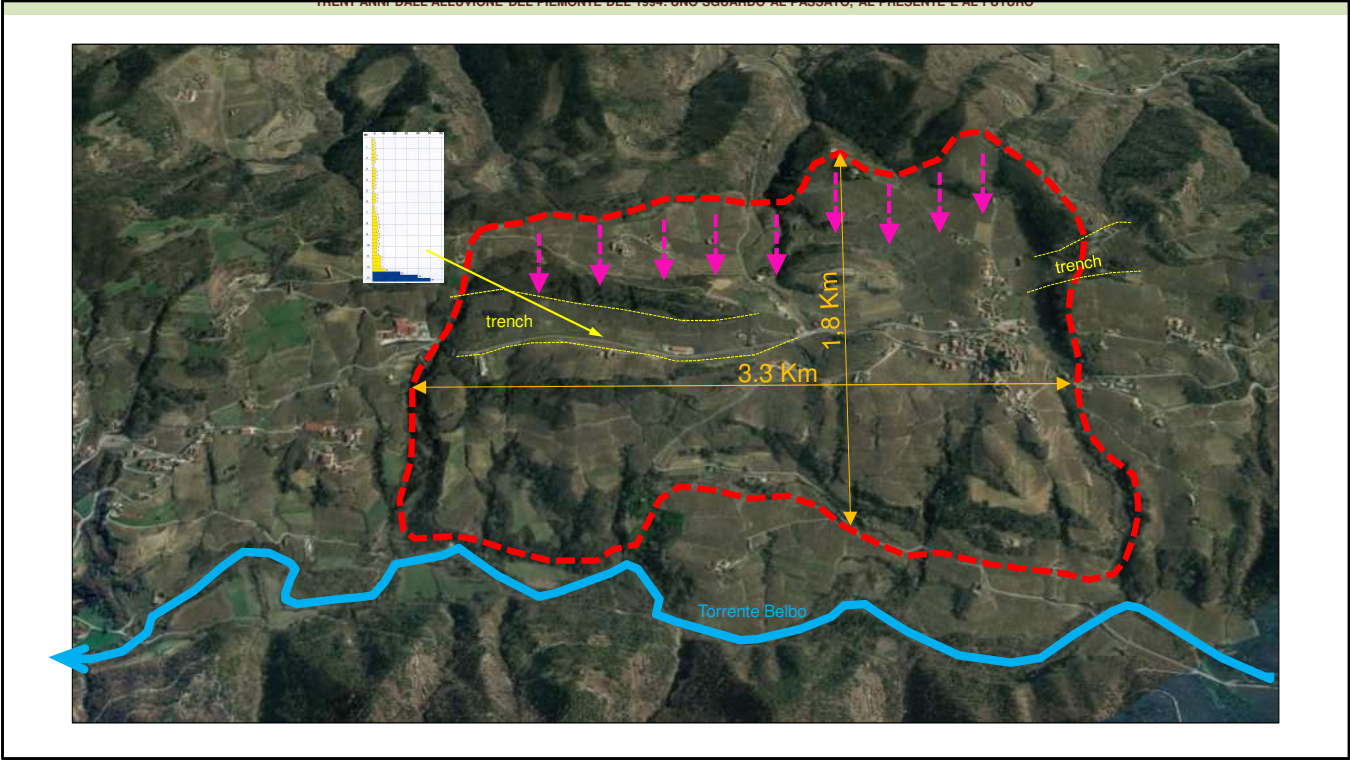 TRENT'ANNI DALL'ALLUVIONE DEL PIEMONTE DEL 1994: UNO SGUARDO AL PASSATO, AL PRESENTE E AL FUTURO
trench
trench
1,8 Km
3.3 Km
Torrente Belbo